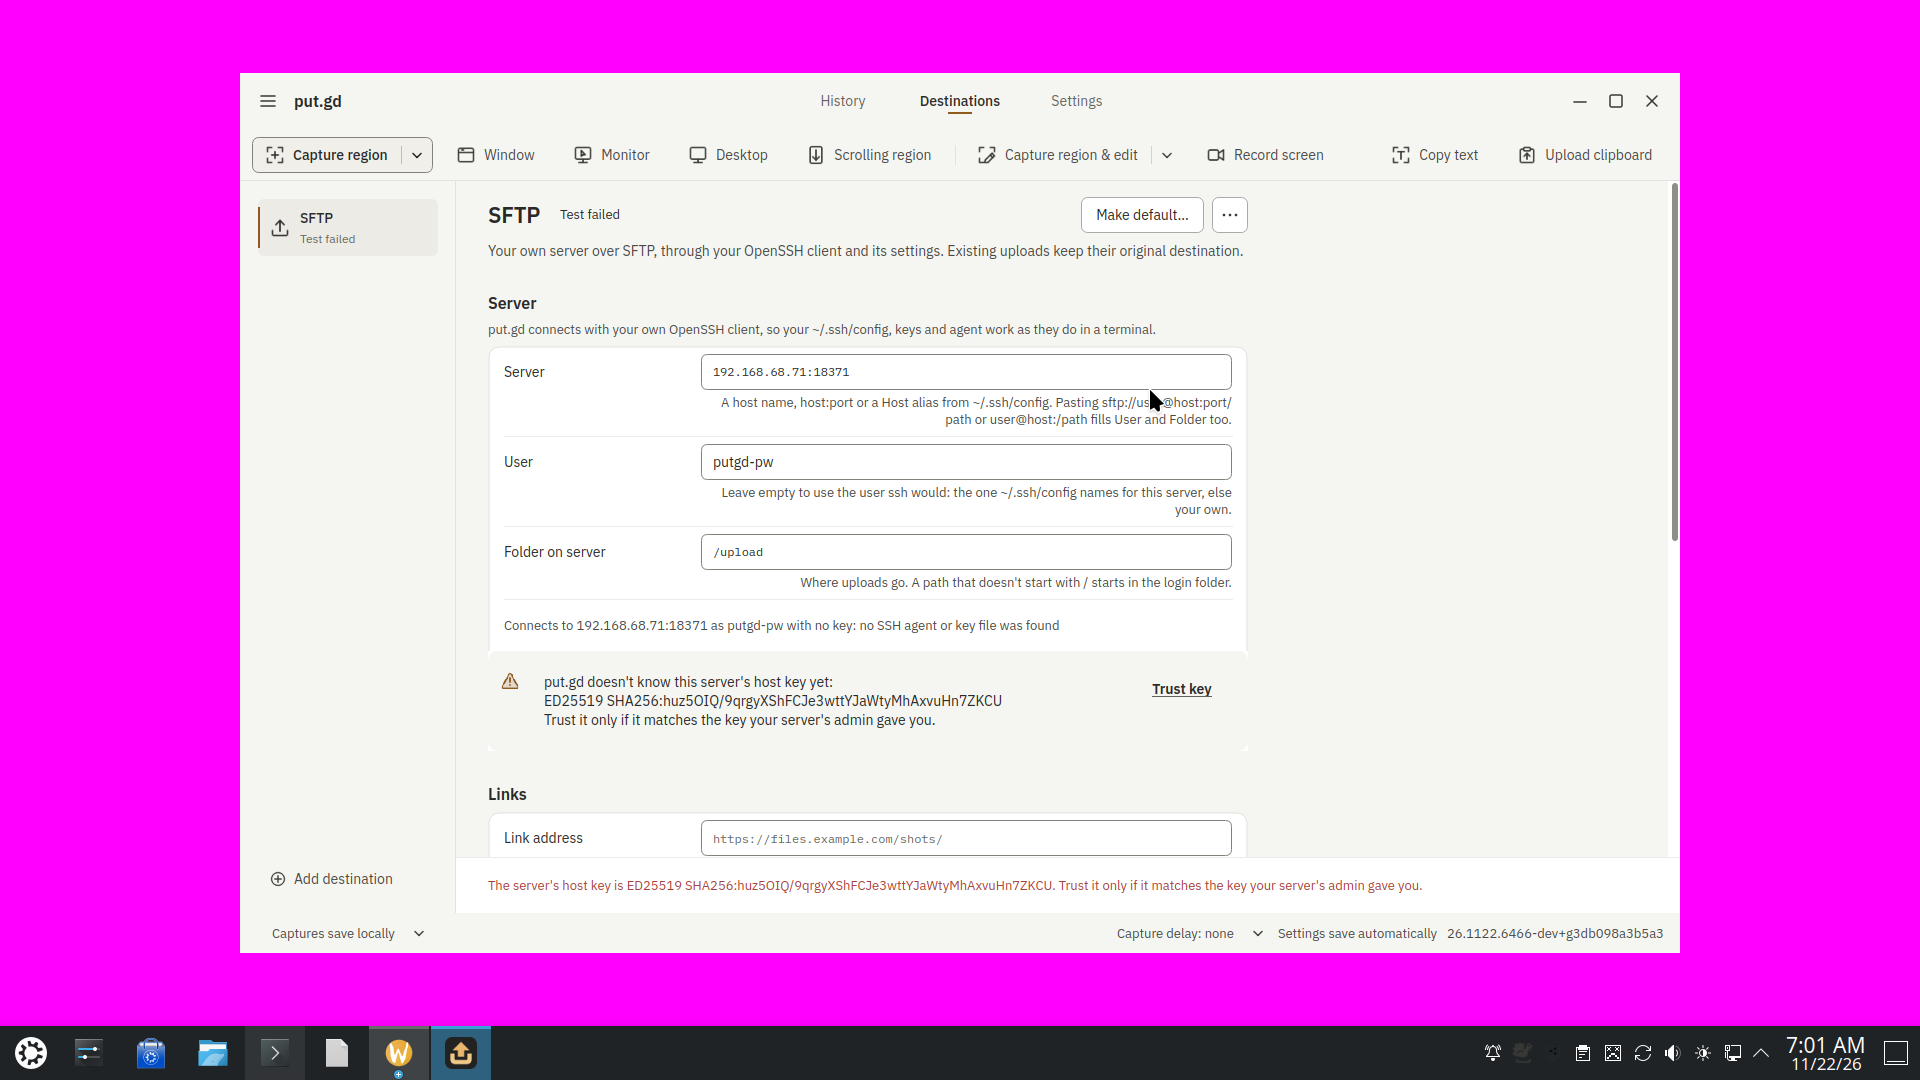 put.gd
History
Destinations
Settings
Capture region
Window
Monitor
Desktop
Scrolling region
Capture region & edit
Record screen
Copy text
Upload clipboard
SFTP
Test failed
SFTP
Test failed
Make default...
Your own server over SFTP, through your OpenSSH client and its settings. Existing uploads keep their original destination.
Server
put.gd connects with your own OpenSSH client, so your ~/.ssh/config, keys and agent work as they do in a terminal.
Server
192.168.68.71:18371
A host name, host:port or a Host alias from ~/.ssh/config. Pasting sftp://us @host:port/
path or user@host:/path fills User and Folder too.
User
putgd-pw
Leave empty to use the user ssh would: the one ~/.ssh/config names for this server, else
your own.
Folder on server
/upload
Where uploads go. A path that doesn't start with / starts in the login folder.
Connects to 192.168.68.71:18371 as putgd-pw with no key: no SSH agent or key file was found
put.gd doesn't know this server's host key yet:
ED25519 SHA256:huz5OIQ/9qrgyXShFCJe3wttYJaWtyMhAxvuHn7ZKCU
Trust it only if it matches the key your server's admin gave you.
Trust key
Links
Link address
https://files.example.com/shots/
Add destination
The server's host key is ED25519 SHA256:huz5OIQ/9qrgyXShFCJe3wttYJaWtyMhAxvuHn7ZKCU. Trust it only if it matches the key your server's admin gave you.
Captures save locally
Capture delay: none
Settings save automatically
26.1122.6466-dev+g3db098a3b5a3
7:01 AM
11/22/26